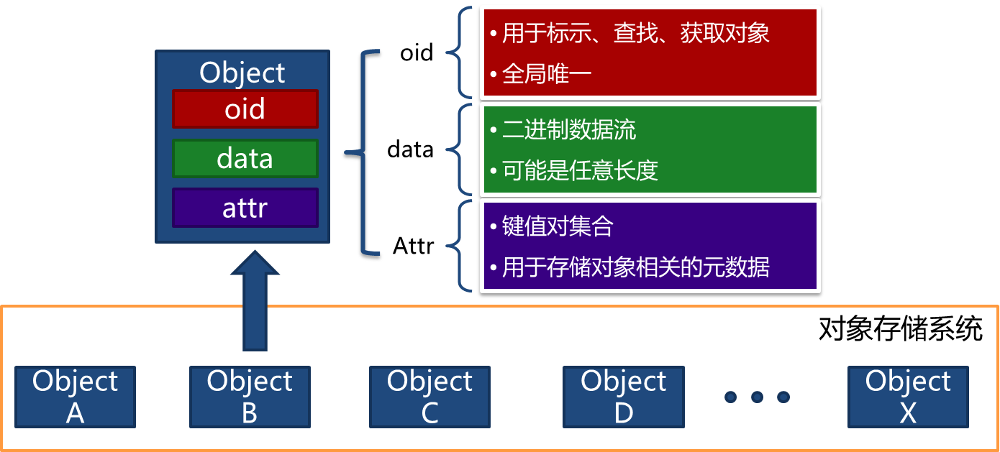 Object
oid
data
attr
oid
• 用于标示、查找、获取对象
• 全局唯一
data
• 二进制数据流
• 可能是任意长度
Attr
• 键值对集合
• 用于存储对象相关的元数据
对象存储系统
Object
A
Object
B
Object
C
Object
D
Object
X